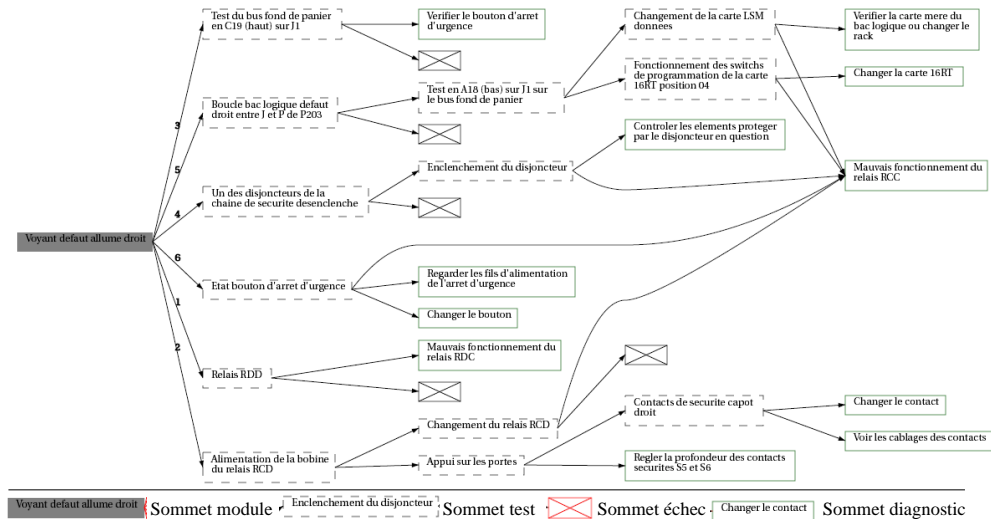 Test du bus fond de panier
en C19 (haut) sur J1
Verifier le bouton d'arret
d'urgence
Changement de la carte LSM
donnees
Verifier la carte mere du
bac logique ou changer le
rack
Fonctionnement des switchs
de programmation de la carte
16RT position 04
Changer la carte 16RT
Boucle bac logique defaut
droit entre J et P de P203
Test en A18 (bas) sur J1 sur
le bus fond de panier
3
Controler les elements proteger
par le disjoncteur en question
5
Enclenchement du disjoncteur
Mauvais fonctionnement du
relais RCC
Un des disjoncteurs de la
chaine de securite desenclenche
4
Voyant defaut allume droit
6
Etat bouton d'arret d'urgence
Regarder les fils d'alimentation
de l'arret d'urgence
1
Changer le bouton
2
Mauvais fonctionnement du
relais RDC
Relais RDD
Changement du relais RCD
Contacts de securite capot
droit
Changer le contact
Voir les cablages des contacts
Alimentation de la bobine
du relais RCD
Appui sur les portes
Regler la profondeur des contacts
securites S5 et S6
Voyant defaut allume droit Sommet module Enclenchement du disjoncteur Sommet test Sommet échec Changer le contact Sommet diagnostic